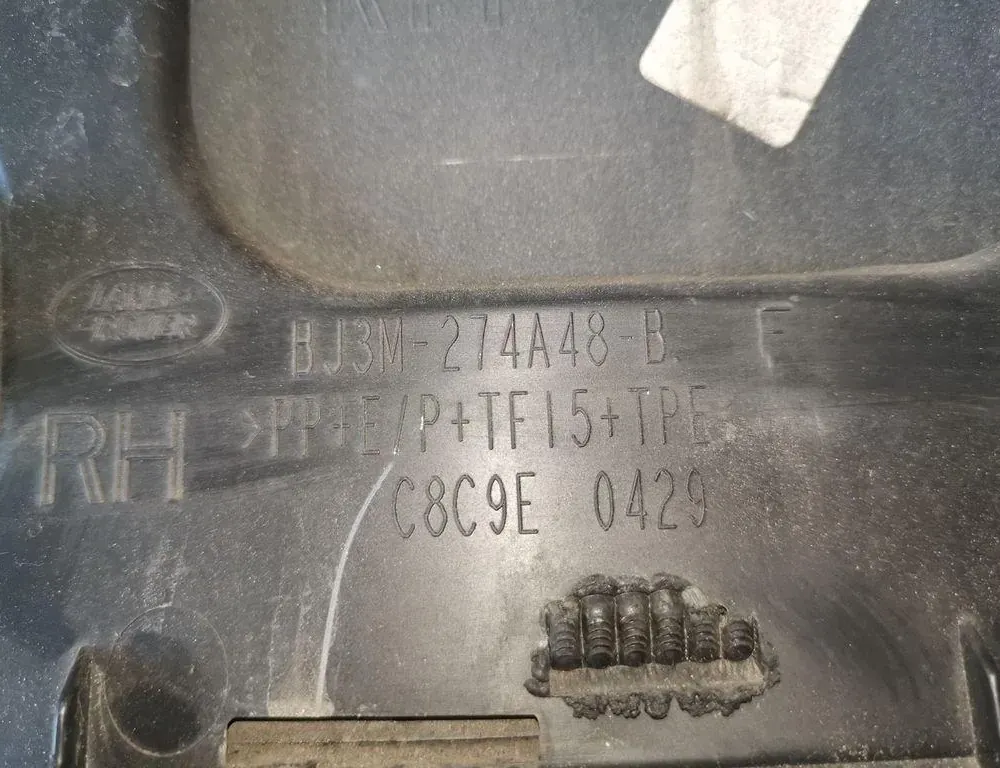 LAND-
ROVER
BJ3M-274A48-B F
RH
>PP+E/P+TF15+TPE
C8C9E 0429